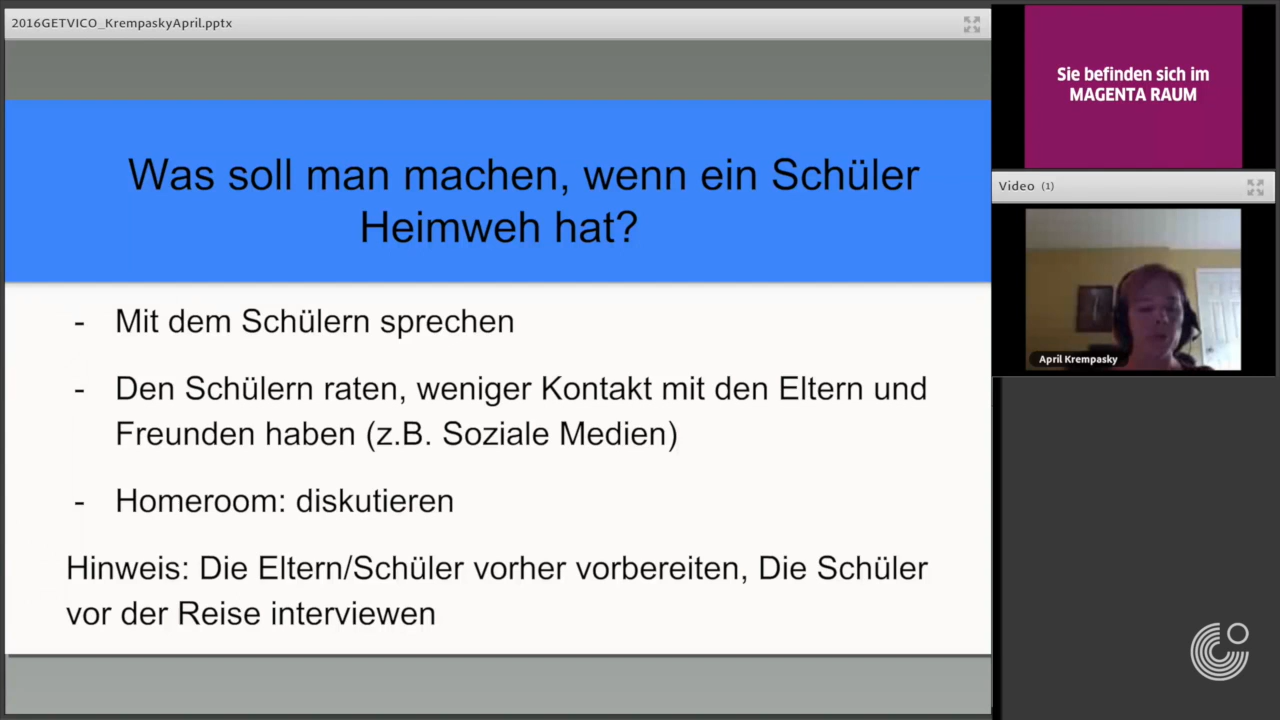 2016GETVICO_KrempaskyApril.pptx
Was soll man machen, wenn ein Schüler
Heimweh hat?
- Mit dem Schülern sprechen
- Den Schülern raten, weniger Kontakt mit den Eltern und
Freunden haben (z.B. Soziale Medien)
- Homeroom: diskutieren
Hinweis: Die Eltern/Schüler vorher vorbereiten, Die Schüler
vor der Reise interviewen
Sie befinden sich im
MAGENTA RAUM
Video (1)
April Krempasky